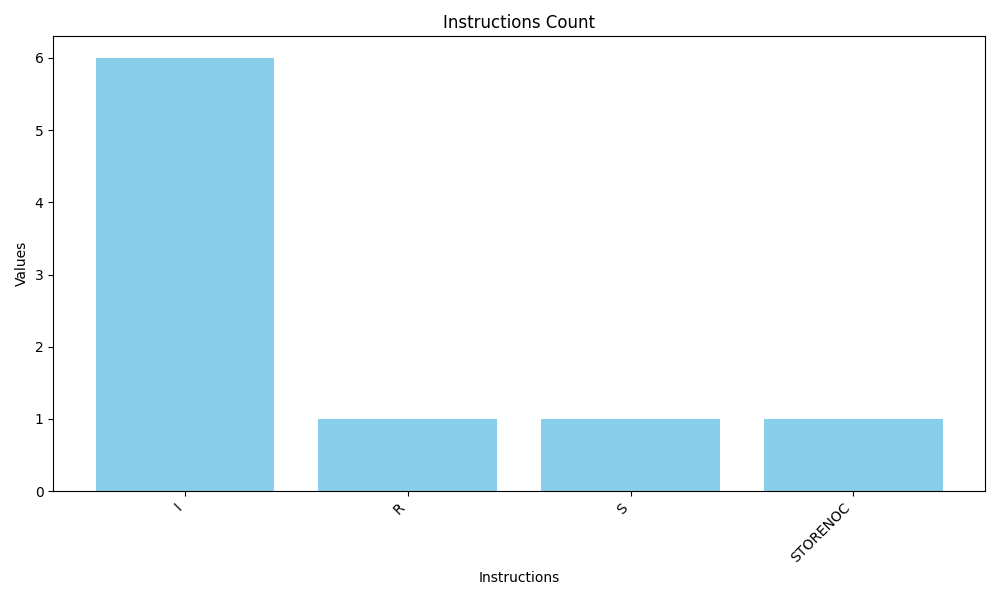 Instructions Count
Values
6
5
4
3
2
1
0
I
R
S
STORENOC
Instructions